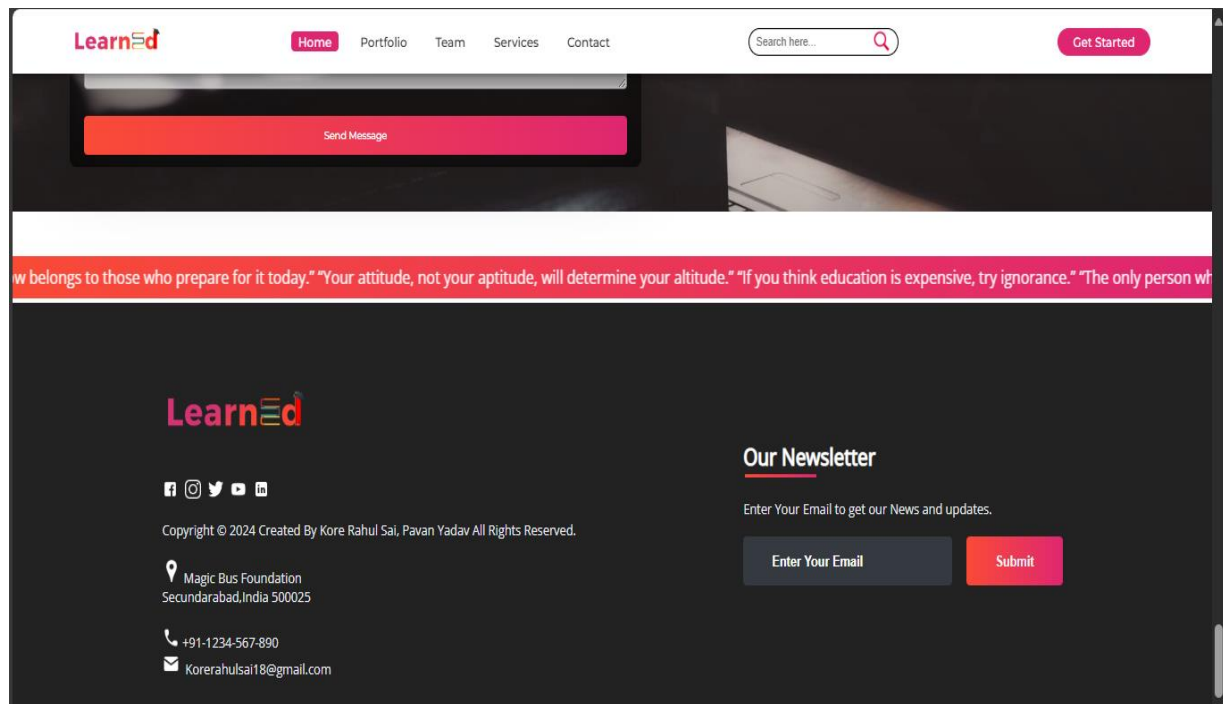 LearnEd
Home Portfolio Team Services Contact
Search here...
Get Started
Send Message
belongs to those who prepare for it today.” “Your attitude, not your aptitude, will determine your altitude.” “If you think education is expensive, try ignorance.” “The only person
LearnEd
Copyright © 2024 Created By Kore Rahul Sai, Pavan Yadav All Rights Reserved.
Magic Bus Foundation
Secundarabad,India 500025
+91-1234-567-890
Korerahulsai18@gmail.com
Our Newsletter
Enter Your Email to get our News and updates.
Enter Your Email
Submit